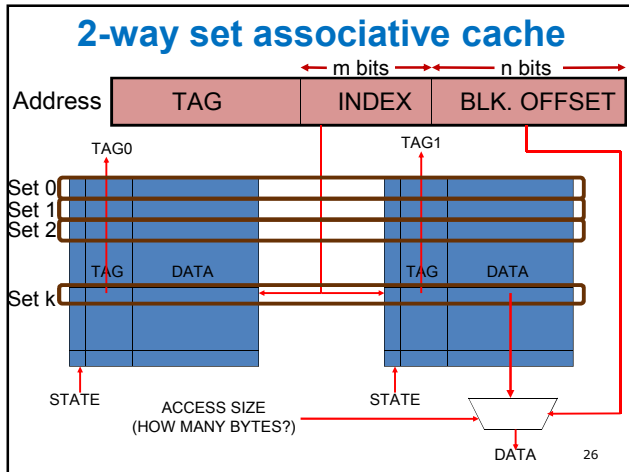 2-way set associative cache
m bits n bits
Address TAG INDEX BLK. OFFSET
TAG0 TAG1
Set 0
Set 1
Set 2
TAG DATA TAG DATA
Set k
STATE STATE
ACCESS SIZE
(HOW MANY BYTES?)
DATA 26